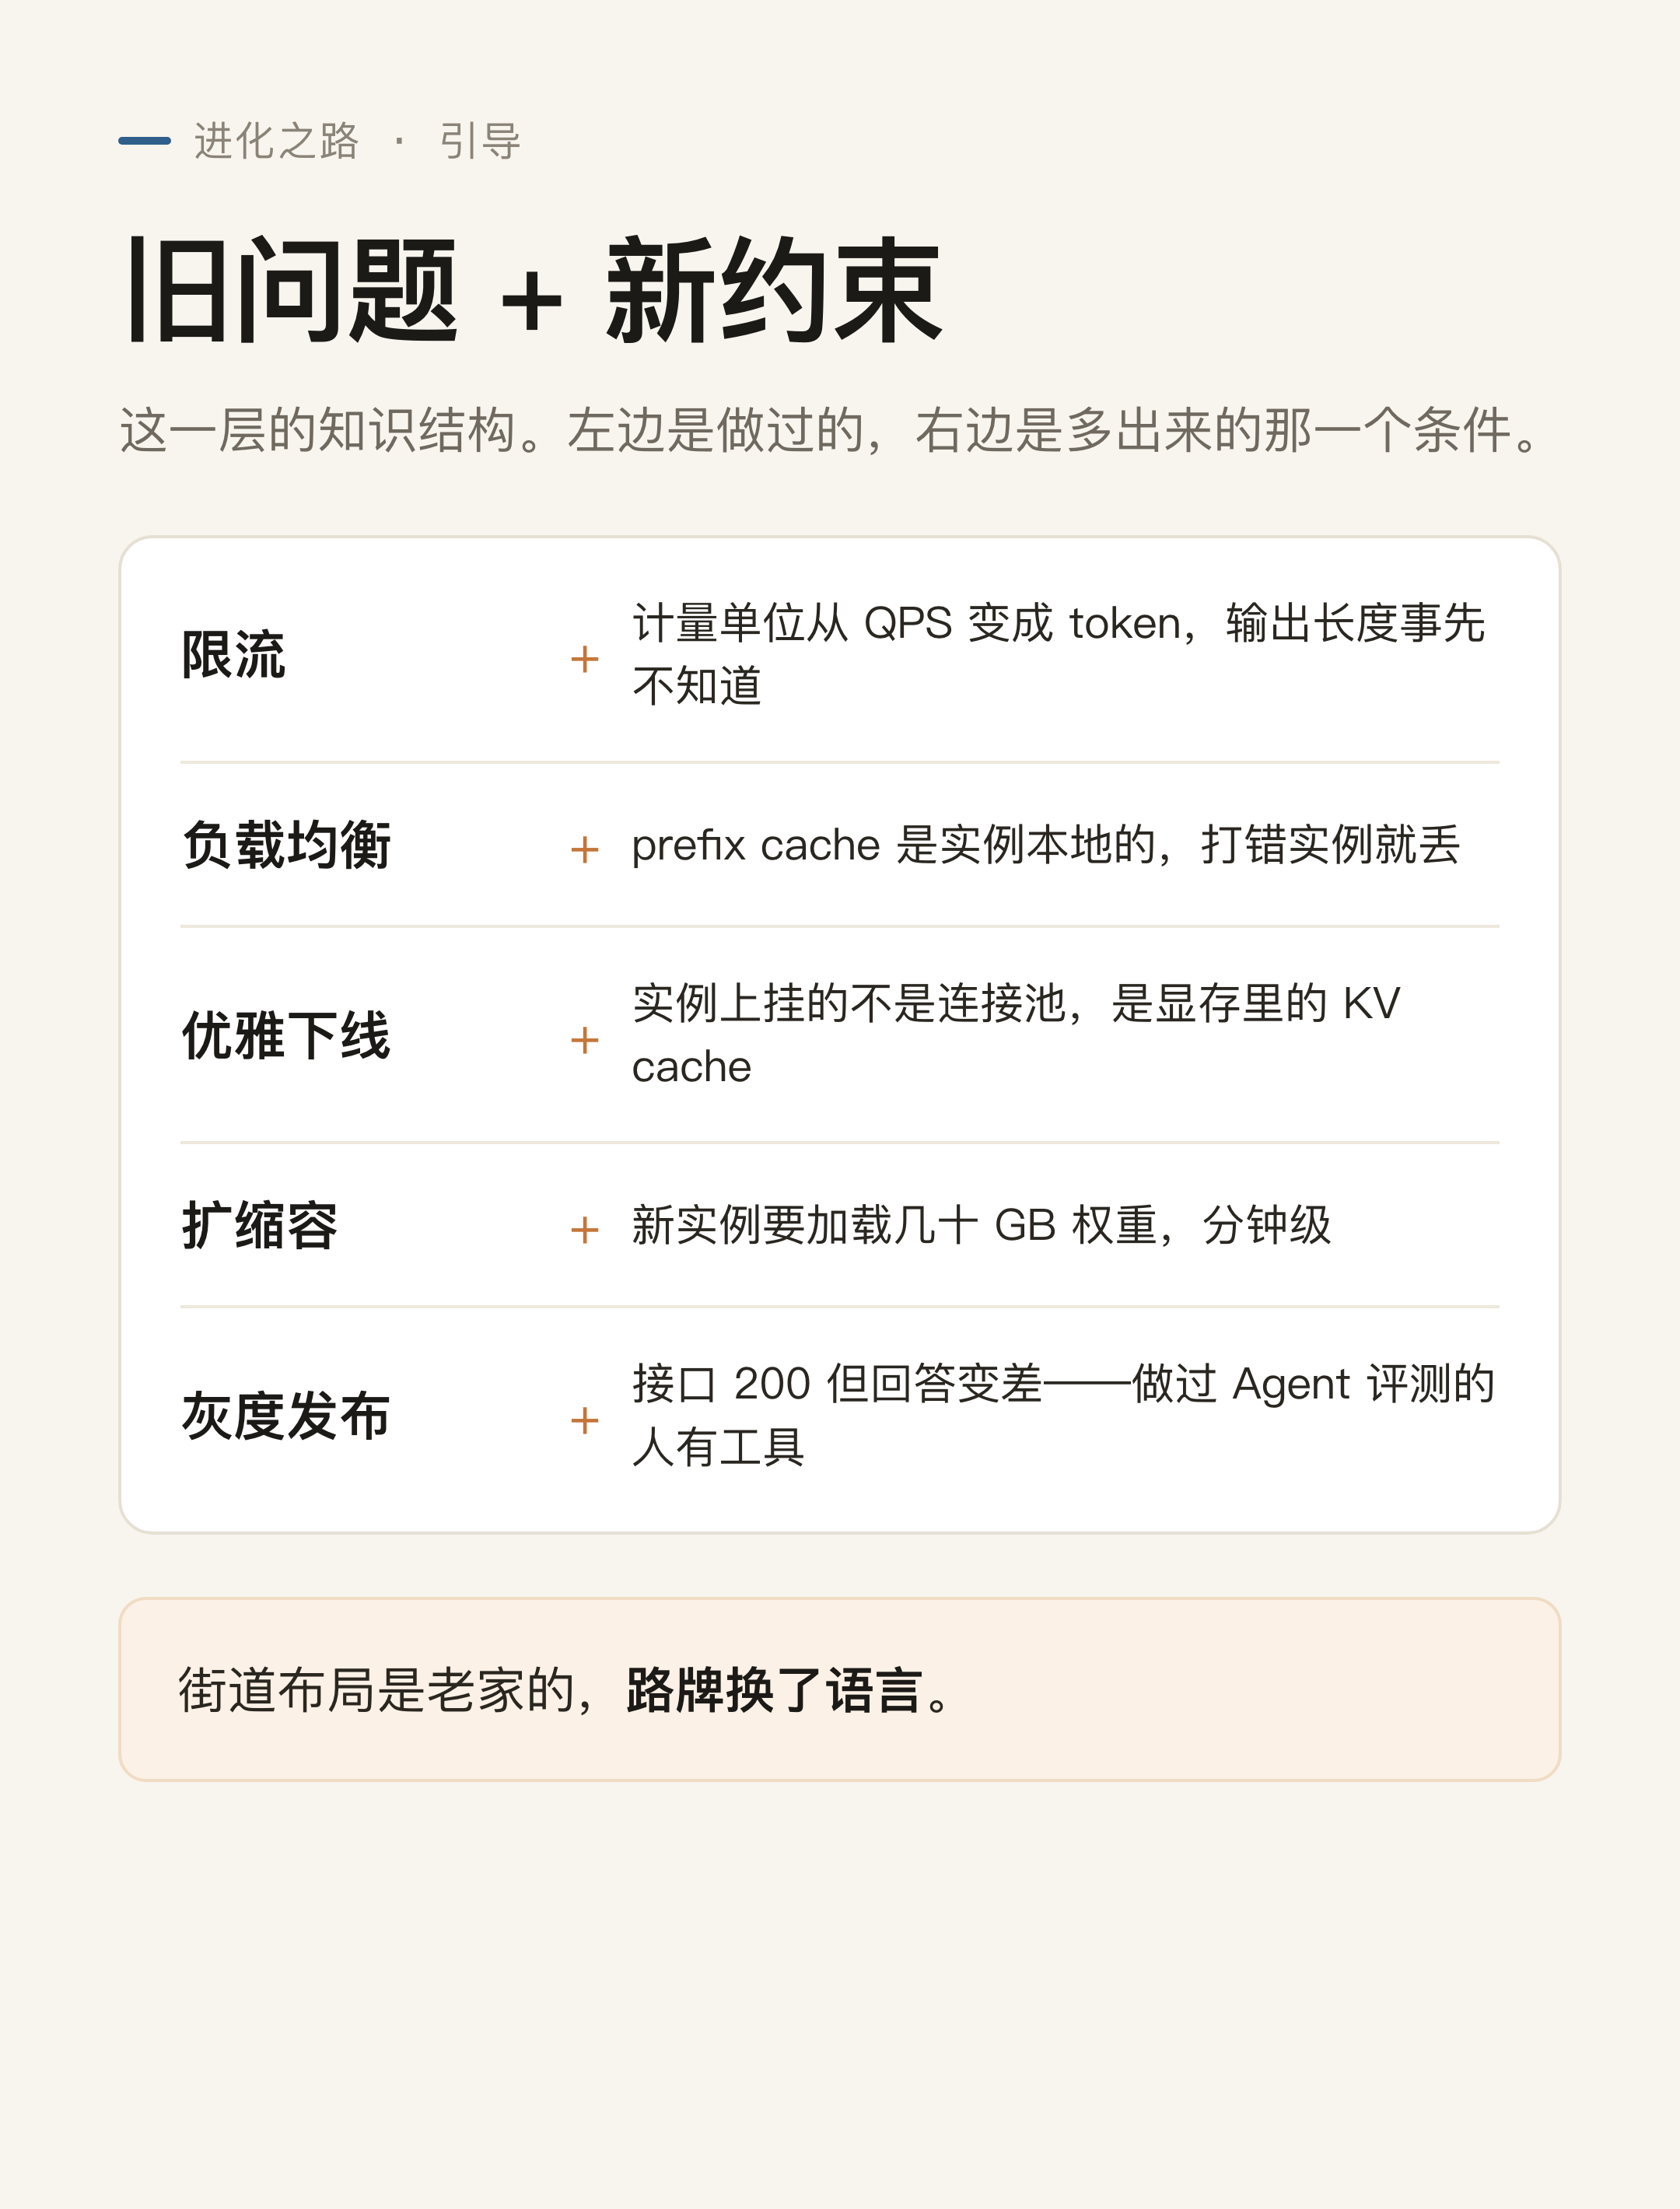 进化之路 · 引导
旧问题 + 新约束
这一层的知识结构。左边是做过的，右边是多出来的那一个条件。
限流 + 计量单位从 QPS 变成 token，输出长度事先
不知道
负载均衡 + prefix cache 是实例本地的，打错实例就丢
优雅下线 + 实例上挂的不是连接池，是显存里的 KV
cache
扩缩容 + 新实例要加载几十 GB 权重，分钟级
灰度发布 + 接口 200 但回答变差——做过 Agent 评测的
人有工具
街道布局是老家的，路牌换了语言。